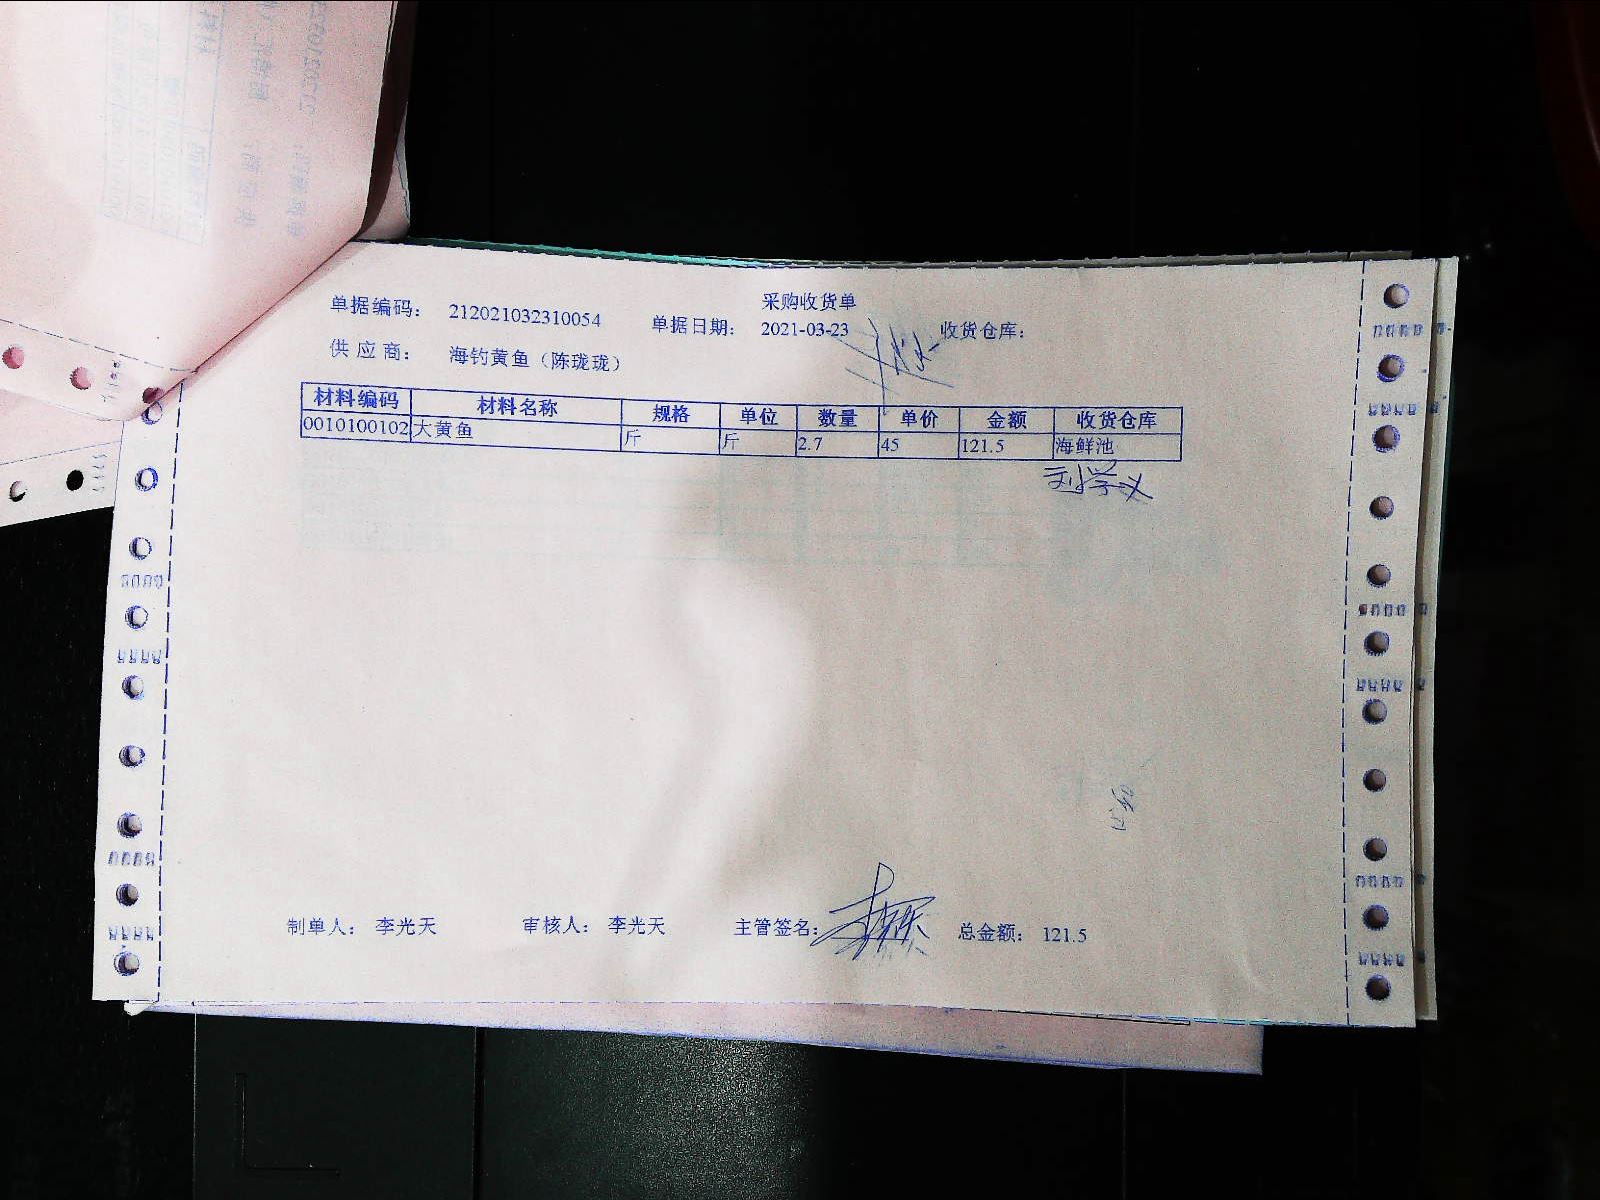 采购收货单
单据编码： 212021032310054 单据日期： 2021-03-23 收货仓库：
供 应 商： 海钓黄鱼（陈珑珑）
材料编码 材料名称 规格 单位 数量 单价 金额 收货仓库
0010100102 大黄鱼 斤 斤 2.7 45 121.5 海鲜池
刘学义
制单人： 李光天 审核人： 李光天 主管签名： 总金额： 121.5